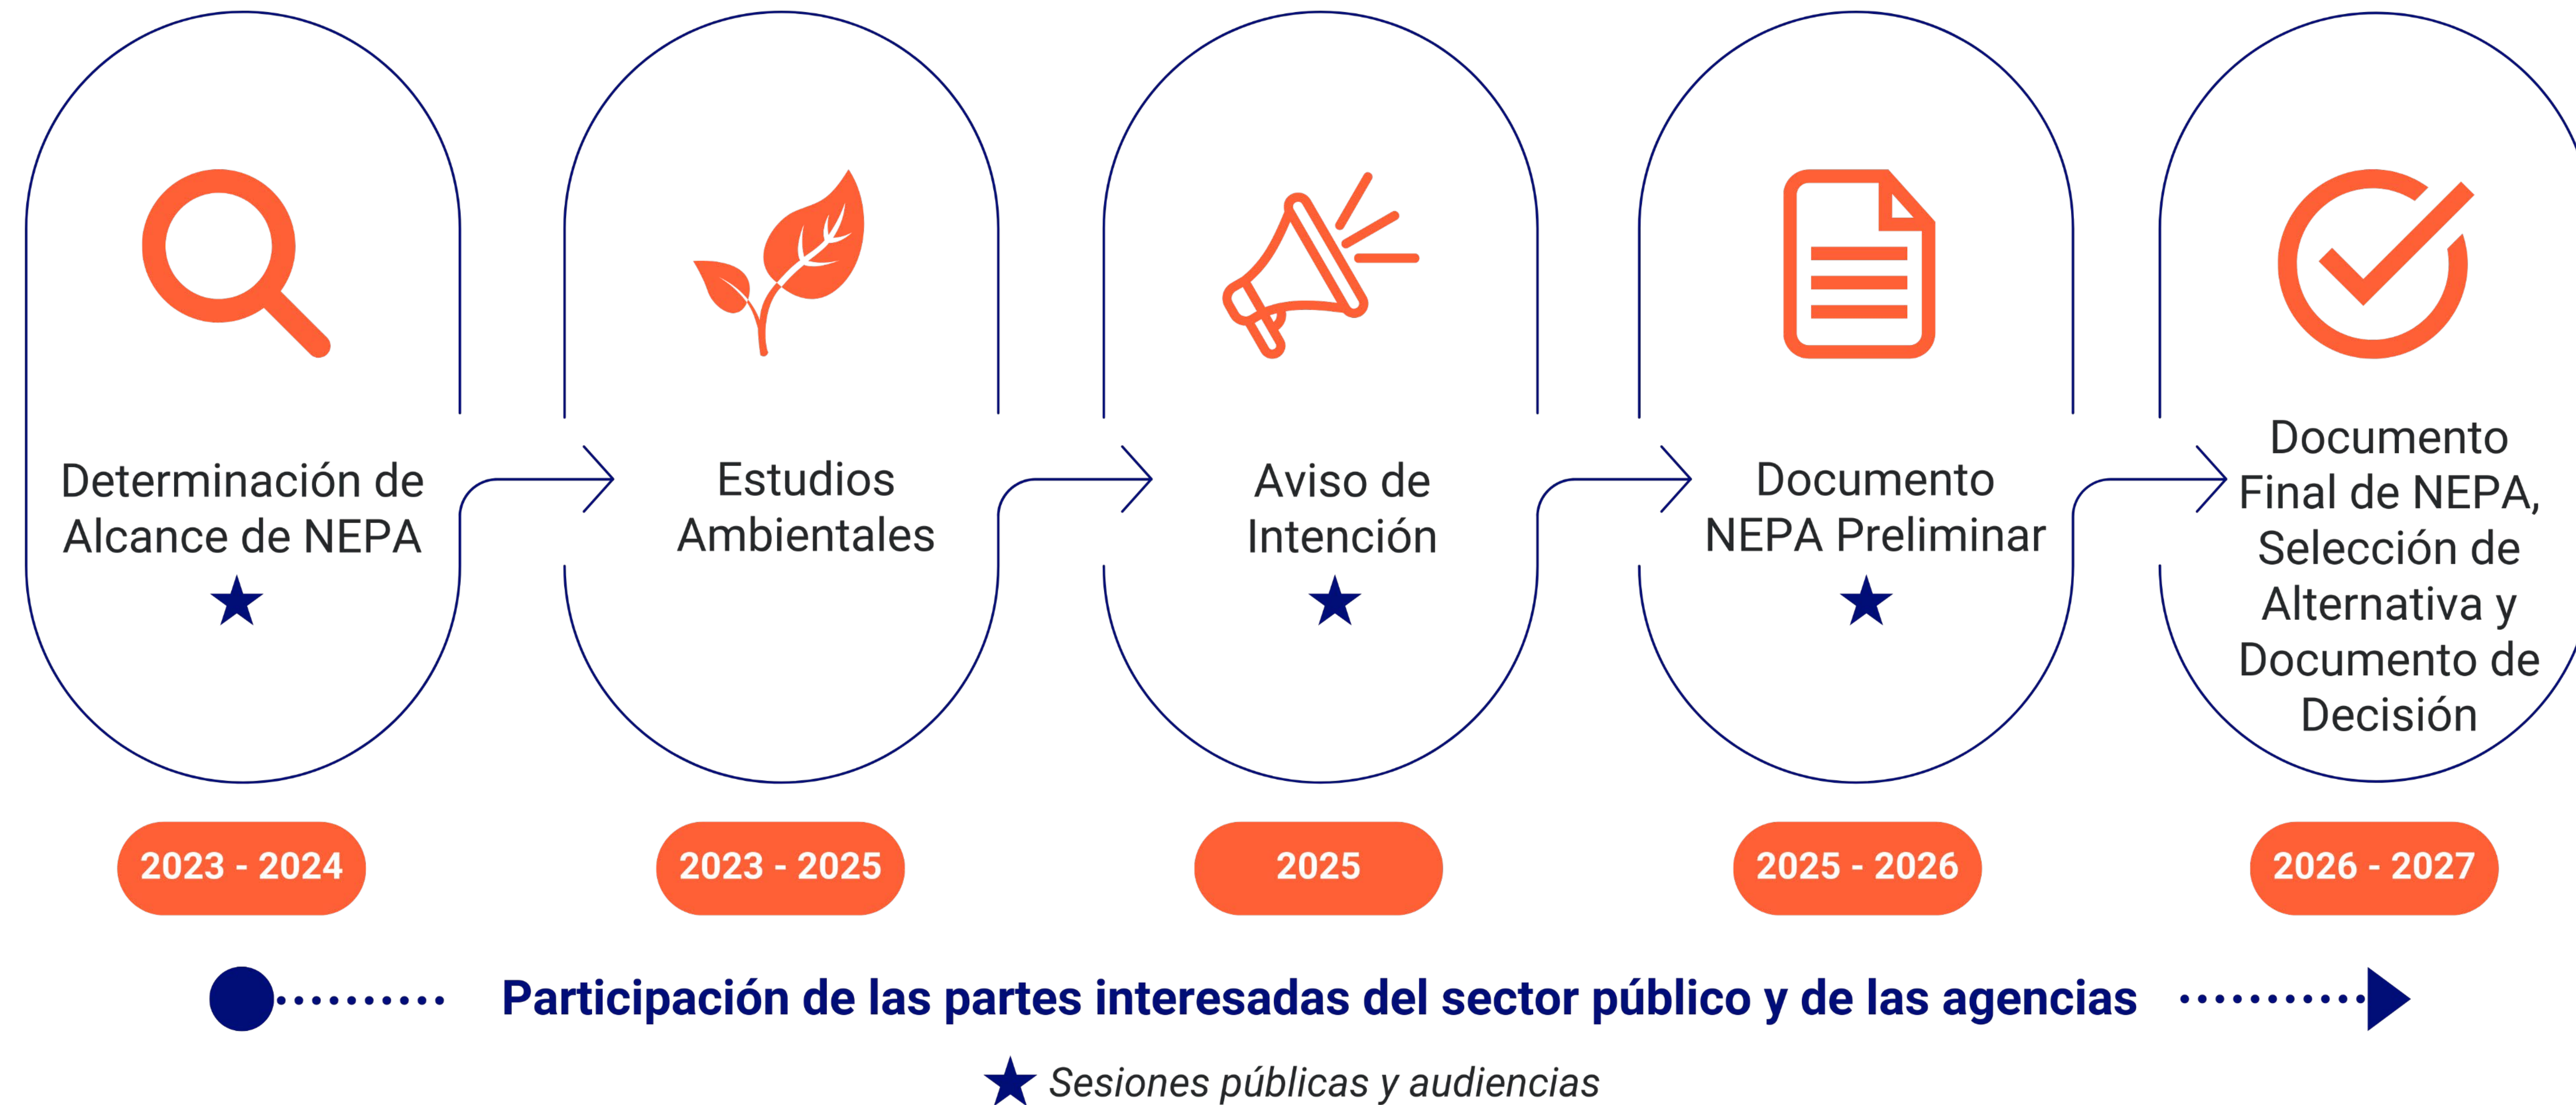 Determinación de
Alcance de NEPA
Estudios
Ambientales
Aviso de
Intención
Documento
NEPA Preliminar
Documento
Final de NEPA,
Selección de
Alternativa y
Documento de
Decisión
2023 - 2024
2023 - 2025
2025
2025 - 2026
2026 - 2027
Participación de las partes interesadas del sector público y de las agencias
Sesiones públicas y audiencias